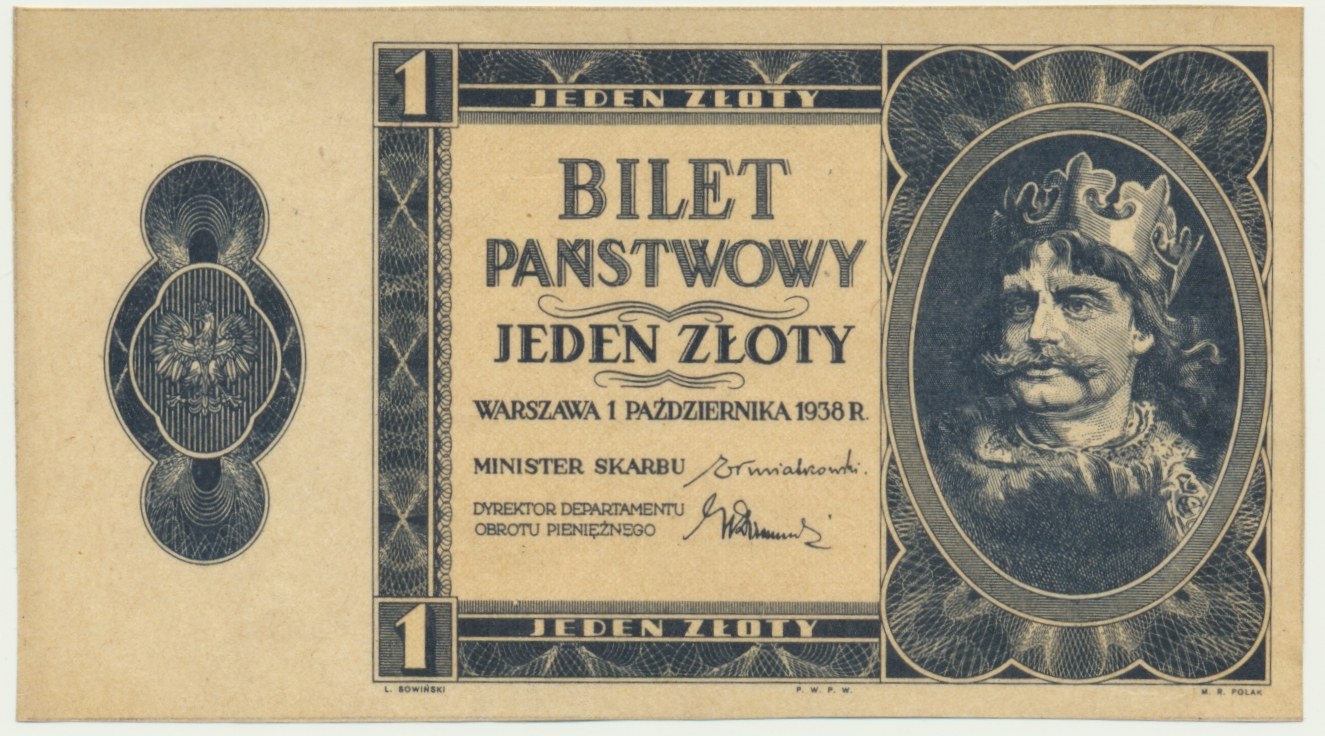 1
JEDEN ZŁOTY
BILET
PAŃSTWOWY
JEDEN ZŁOTY
WARSZAWA 1 PAŹDZIERNIKA 1938 R.
MINISTER SKARBU
DYREKTOR DEPARTAMENTU
OBROTU PIENIĘŻNEGO
1
JEDEN ZŁOTY
L. SOWIŃSKI
P. W. P. W.
M. R. POLAK